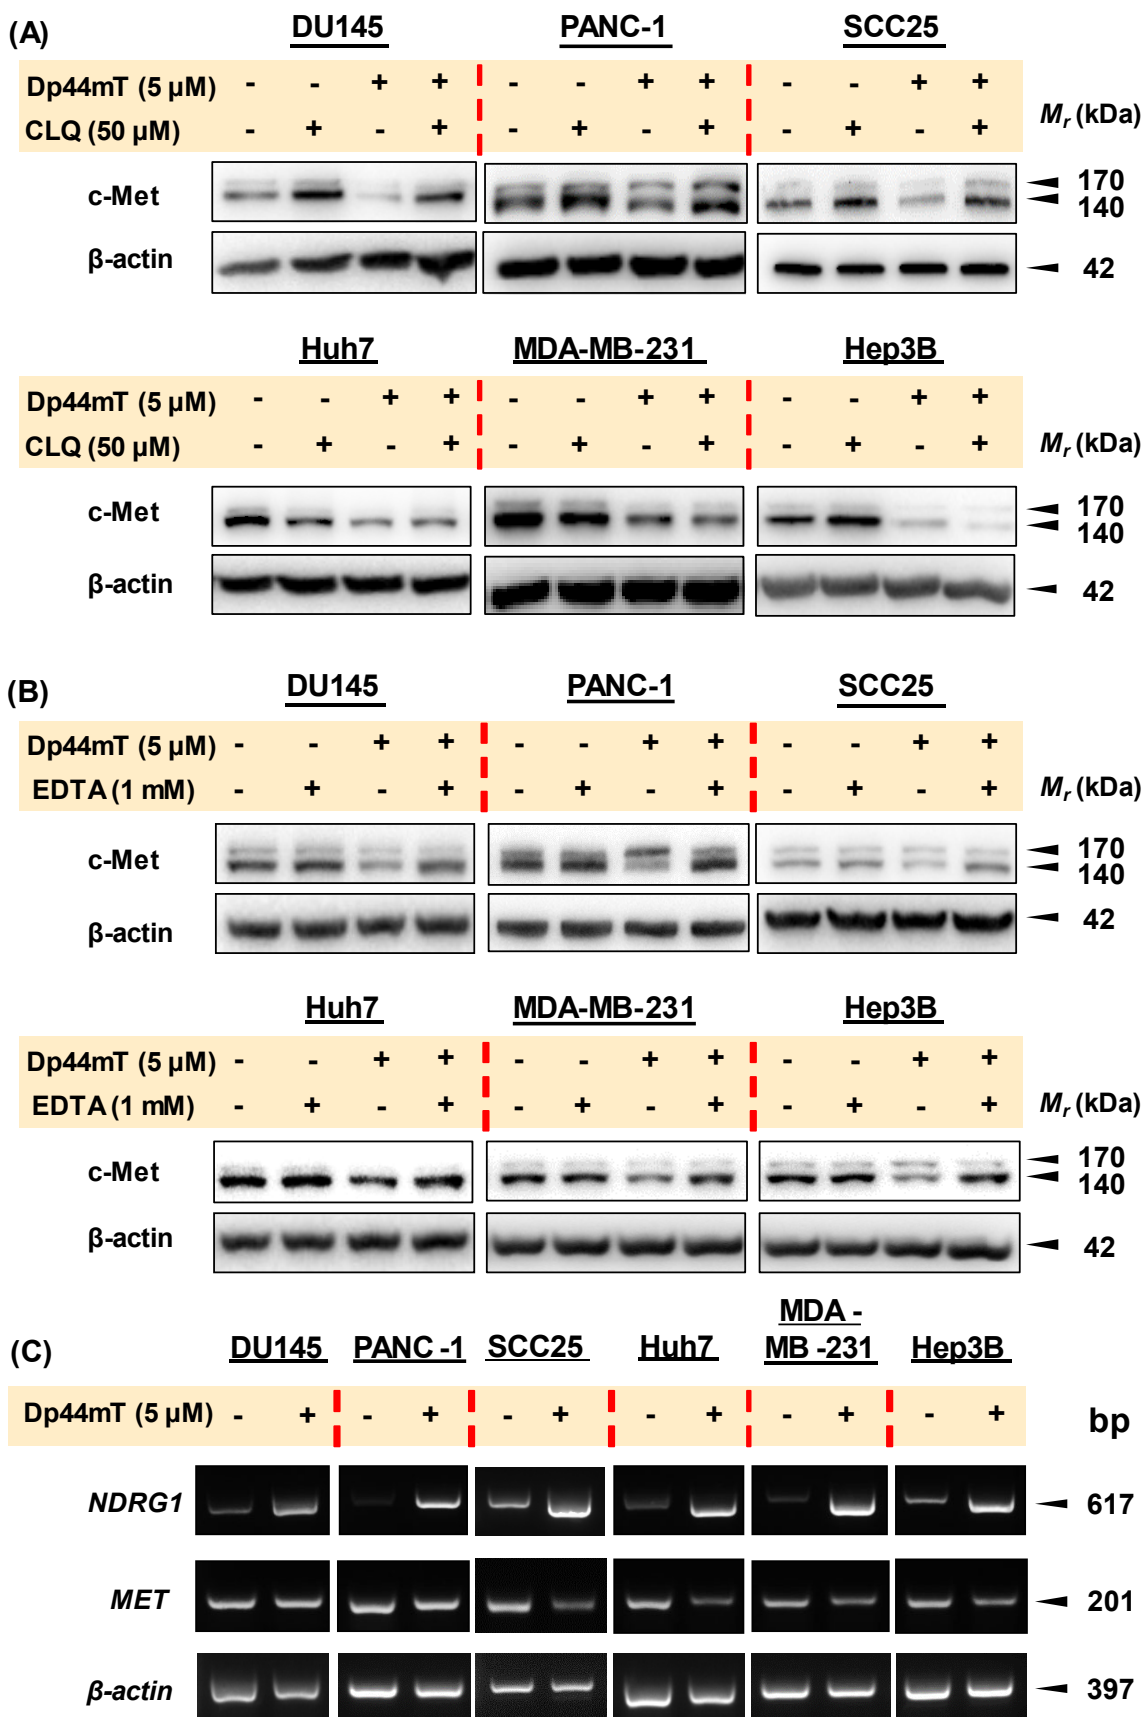 (A) DU145 PANC-1 SCC25
Dp44mT (5 µM) - - + + - - + + - - + +
CLQ (50 µM) - + - + - + - + - + - + Mr (kDa)
c-Met 170
140
β-actin 42
Huh7 MDA-MB-231 Hep3B
Dp44mT (5 µM) - - + + - - + + - - + +
CLQ (50 µM) - + - + - + - + - + - + Mr (kDa)
c-Met 170
140
β-actin 42
(B) DU145 PANC-1 SCC25
Dp44mT (5 µM) - - + + - - + + - - + +
EDTA (1 mM) - + - + - + - + - + - + Mr (kDa)
c-Met 170
140
β-actin 42
Huh7 MDA-MB-231 Hep3B
Dp44mT (5 µM) - - + + - - + + - - + +
EDTA (1 mM) - + - + - + - + - + - + Mr (kDa)
c-Met 170
140
β-actin 42
MDA -
(C) DU145 PANC -1 SCC25 Huh7 MB -231 Hep3B
Dp44mT (5 µM) - + - + - + - + - + - + bp
NDRG1 617
MET 201
β-actin 397